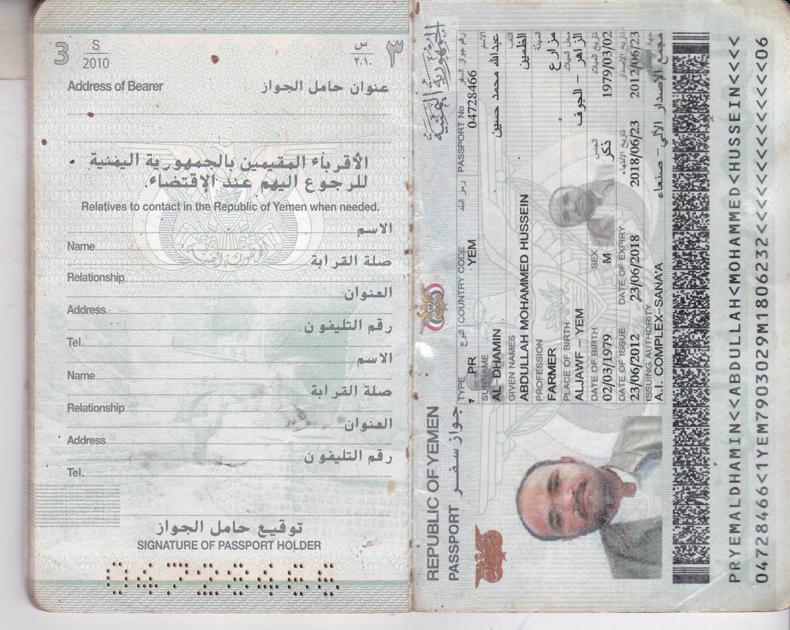 3
S
2010
س
٢٠١٠
٣
Address of Bearer
عنوان حامل الجواز
الأقرباء المقيمين بالجمهورية اليمنية
للرجوع اليهم عند الإقتضاء.
Relatives to contact in the Republic of Yemen when needed.
Name الاسم
Relationship صلة القرابة
Address العنوان
Tel. رقم التليفون
Name الاسم
Relationship صلة القرابة
Address العنوان
Tel. رقم التليفون
توقيع حامل الجواز
SIGNATURE OF PASSPORT HOLDER
REPUBLIC OF YEMEN الجمهورية اليمنية
PASSPORT جواز سفر
TYPE النوع COUNTRY CODE رمز البلد PASSPORT No رقم جواز السفر
PR YEM 04728466
SURNAME الاسم
AL-DHAMIN عبدالله محمد حسين
GIVEN NAMES اللقب
ABDULLAH MOHAMMED HUSSEIN الظمين
PROFESSION المهنة
FARMER مزارع
PLACE OF BIRTH محل الميلاد
ALJAWF - YEM الزاهر - الجوف
DATE OF BIRTH SEX الجنس تاريخ الميلاد
02/03/1979 M ذكر 1979/03/02
DATE OF ISSUE DATE OF EXPIRY تاريخ الانتهاء تاريخ الإصدار
23/06/2012 23/06/2018 2018/06/23 2012/06/23
ISSUING AUTHORITY
A.I. COMPLEX-SANA'A مجمع الإصدار الآلي - صنعاء
PRYEMALDHAMIN<<ABDULLAH<MOHAMMED<HUSSEIN<<<<
04728466<1YEM7903029M1806232<<<<<<<<<<<<<<06